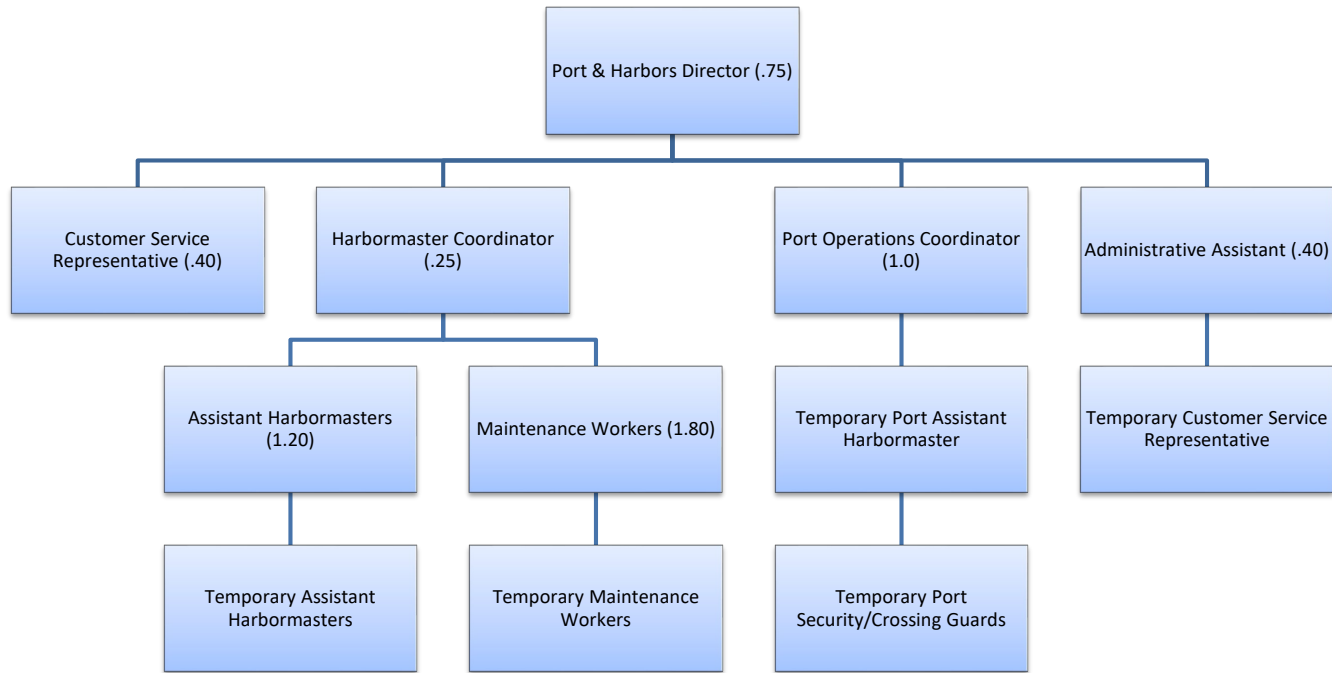 Port & Harbors Director (.75)
Customer Service
Representative (.40)
Harbormaster Coordinator
(.25)
Port Operations Coordinator
(1.0)
Administrative Assistant (.40)
Assistant Harbormasters
(1.20)
Maintenance Workers (1.80)
Temporary Port Assistant
Harbormaster
Temporary Customer Service
Representative
Temporary Assistant
Harbormasters
Temporary Maintenance
Workers
Temporary Port
Security/Crossing Guards